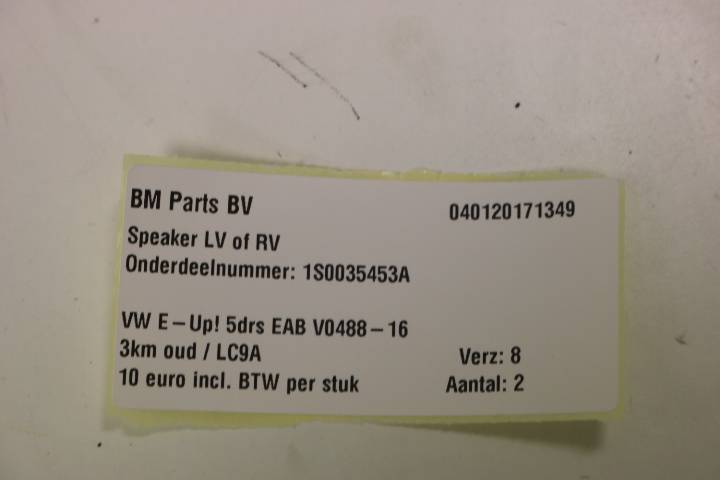 BM Parts BV 040120171349
Speaker LV of RV
Onderdeelnummer: 1S0035453A
VW E-Up! 5drs EAB V0488-16
3km oud / LC9A Verz: 8
10 euro incl. BTW per stuk Aantal: 2